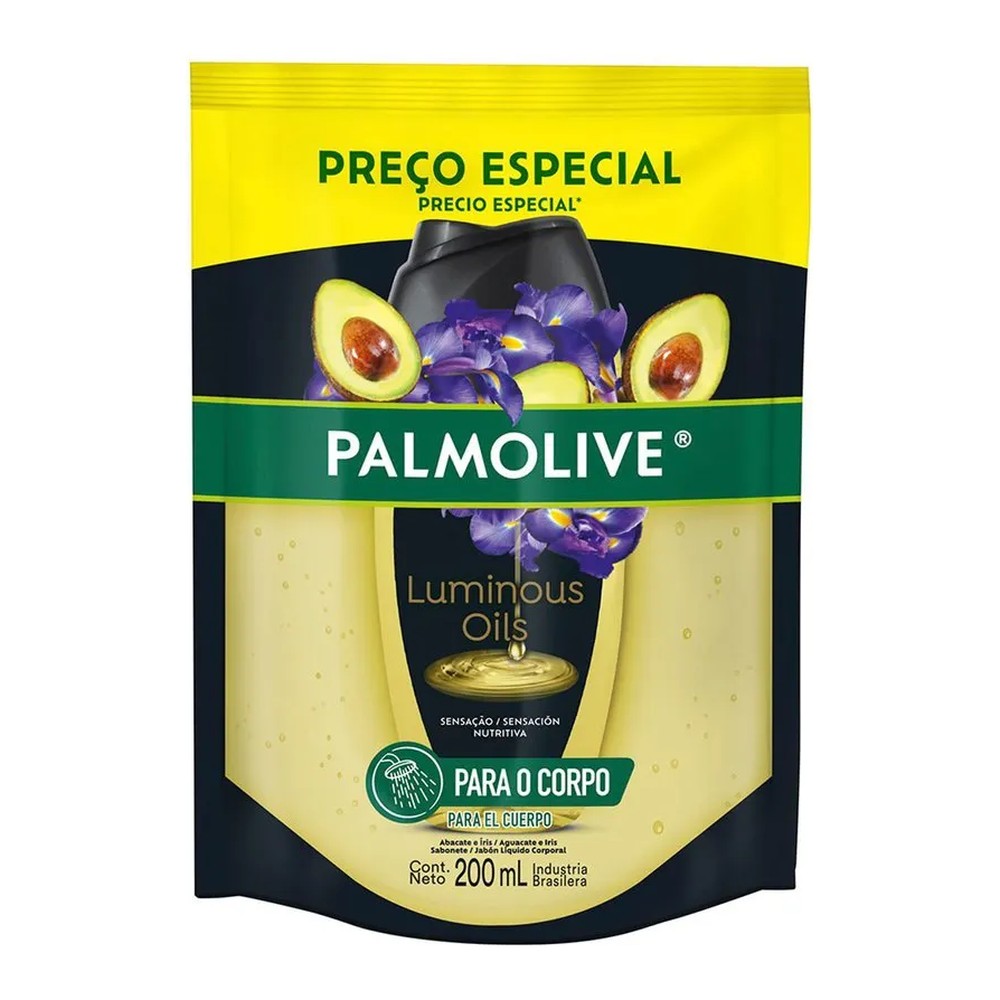 PREÇO ESPECIAL
PRECIO ESPECIAL*
PALMOLIVE®
Luminous
Oils
SENSAÇÃO / SENSACIÓN
NUTRITIVA
PARA O CORPO
PARA EL CUERPO
Abacate e Íris / Aguacate e Iris
Sabonete / Jabón Líquido Corporal
Cont. Neto 200 mL Industria Brasilera